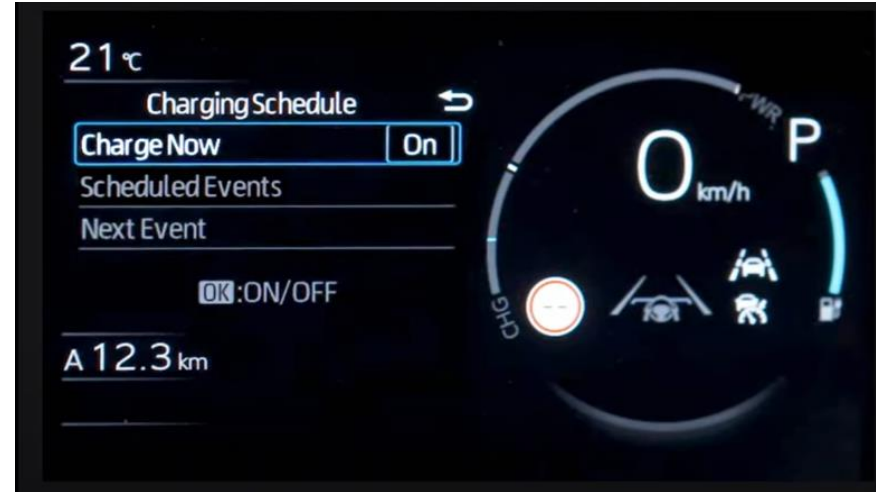 21℃
Charging Schedule
Charge Now On
Scheduled Events
Next Event
OK:ON/OFF
A 12.3 km
PWR
P
0 km/h
CHG
--